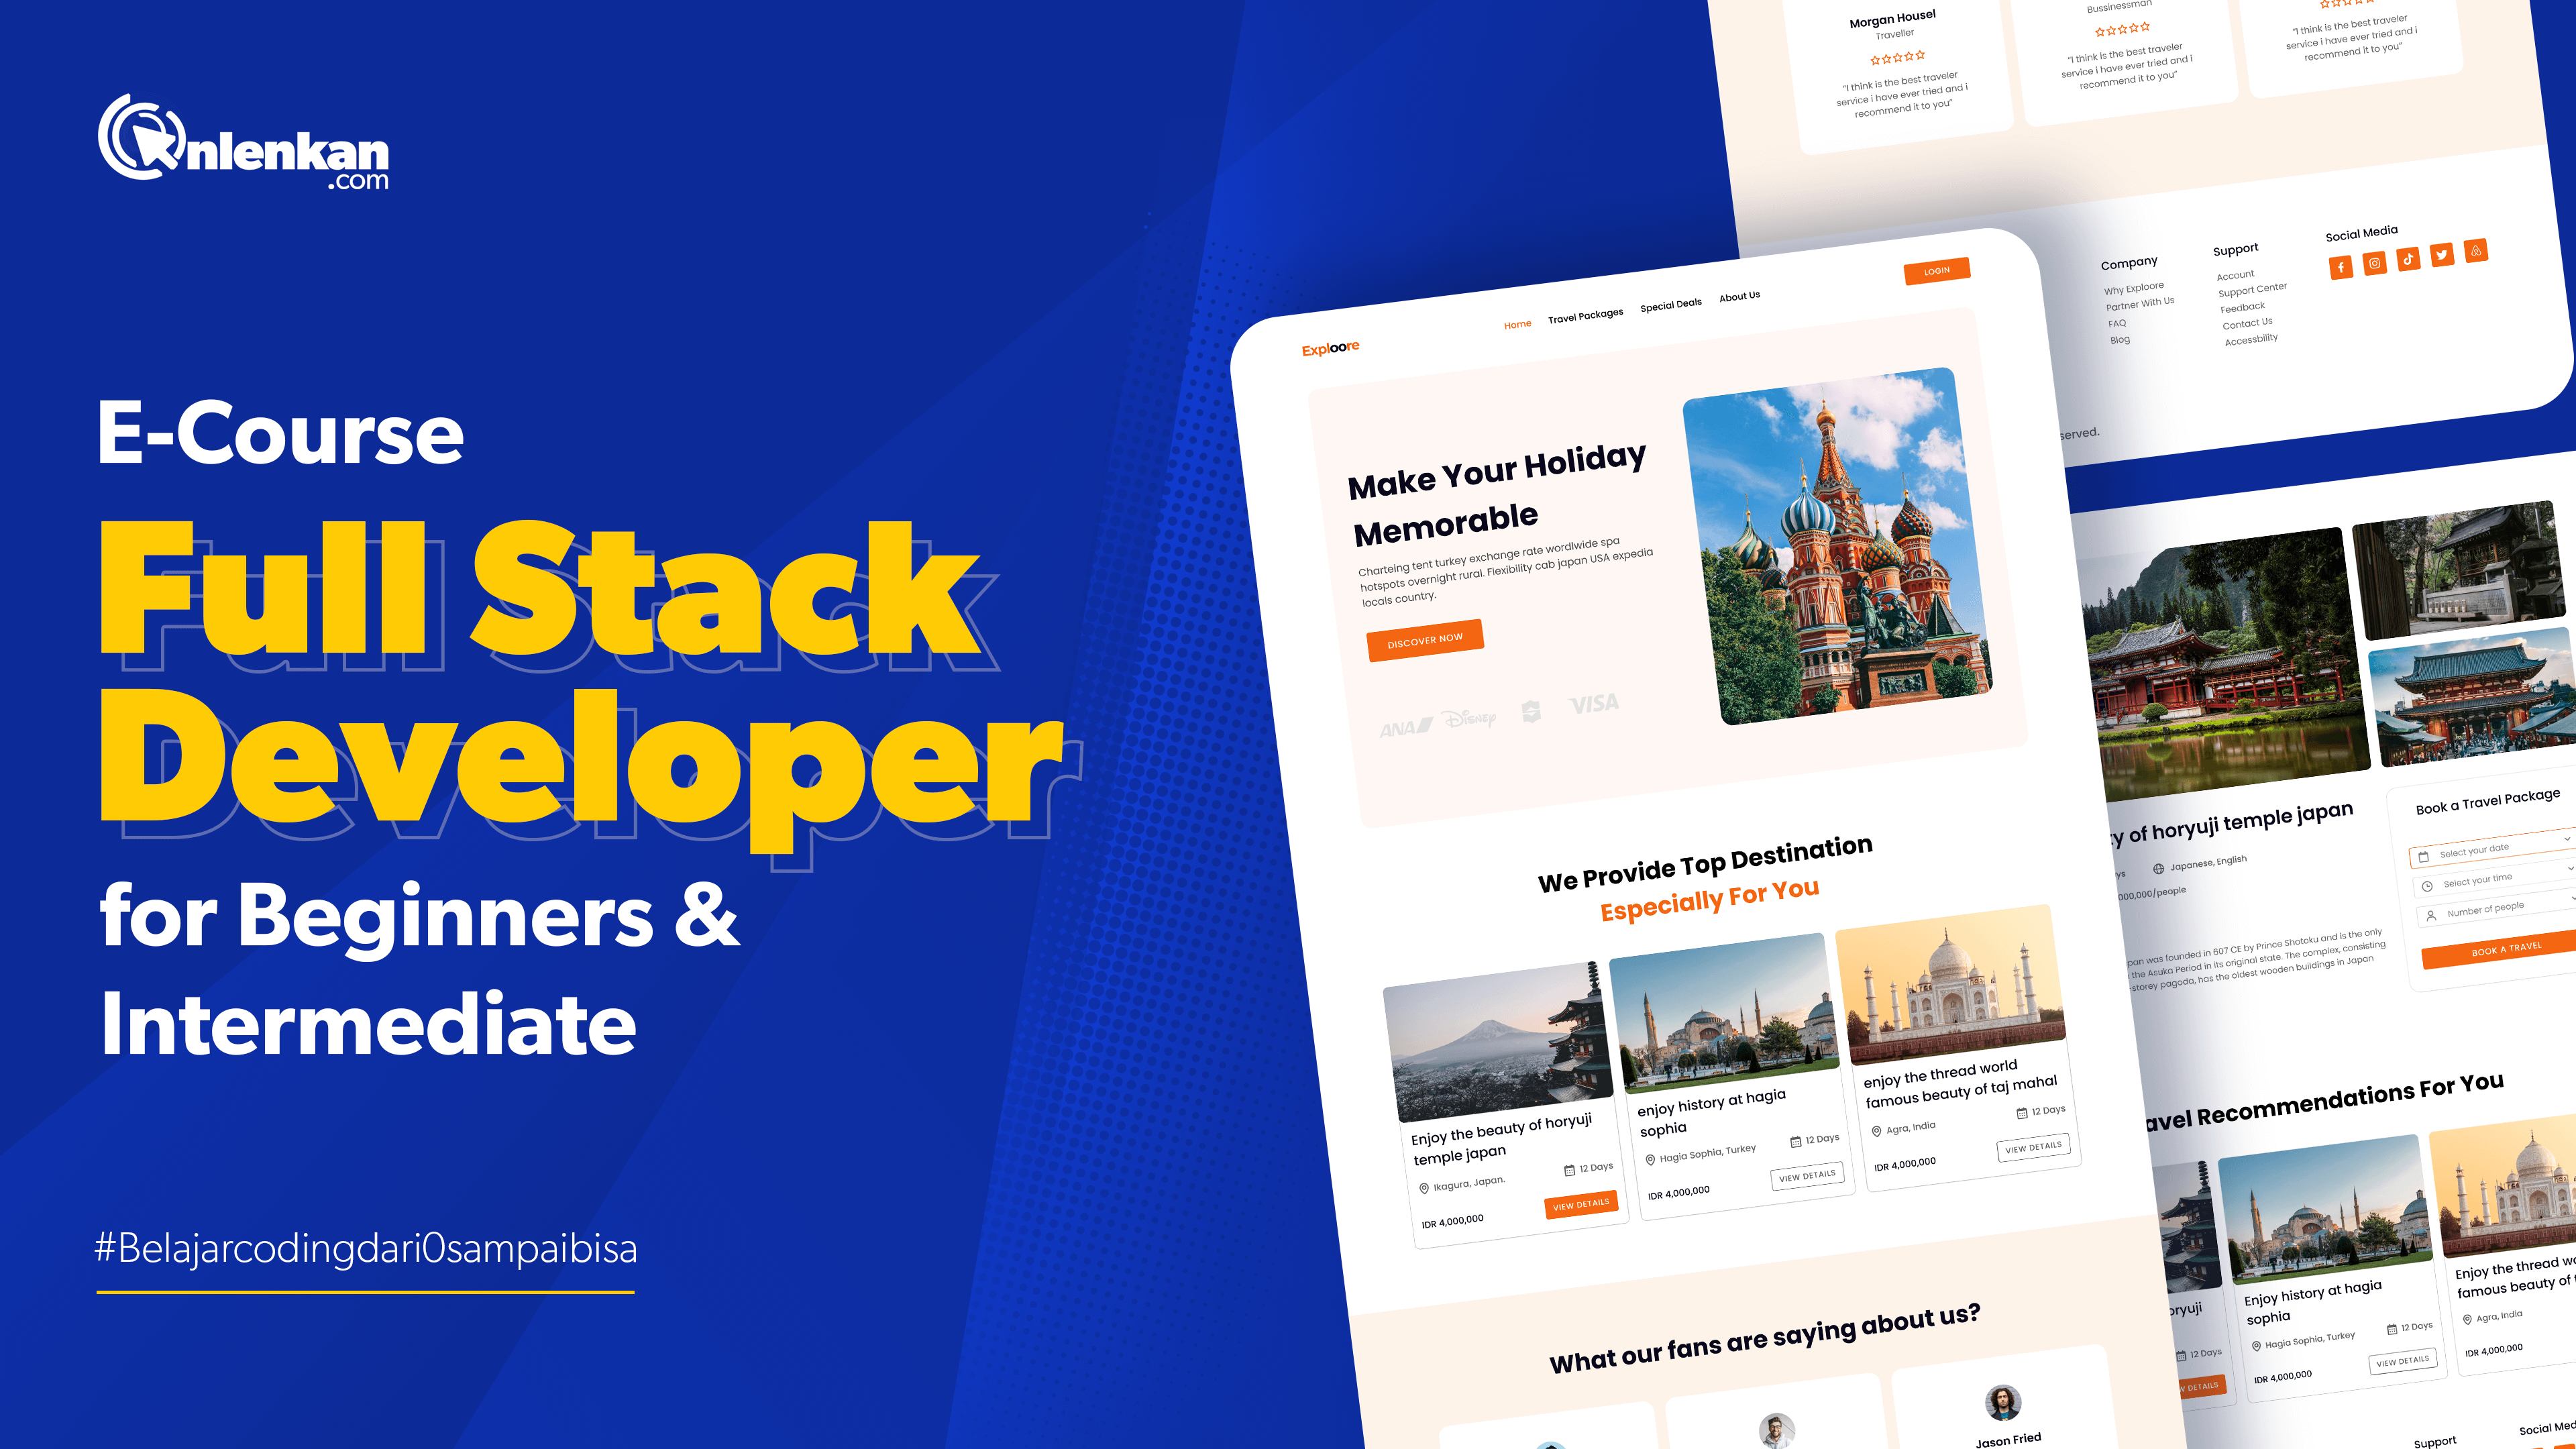 Onlenkan
.com
E-Course
Full Stack
Developer
for Beginners &
Intermediate
#Belajarcodingdari0sampaibisa
Morgan Housel
Traveller
"I think is the best traveler
service i have ever tried and i
recommend it to you"
Bussinessman
"I think is the best traveler
service i have ever tried and i
recommend it to you"
"I think is the best traveler
service i have ever tried and i
recommend it to you"
Company
Why Exploore
Partner With Us
FAQ
Blog
Support
Account
Support Center
Feedback
Contact Us
Accessbility
Social Media
served.
Exploore
Home
Travel Packages
Special Deals
About Us
LOGIN
Make Your Holiday
Memorable
Charteing tent turkey exchange rate wordlwide spa
hotspots overnight rural. Flexibility cab japan USA expedia
locals country.
DISCOVER NOW
ANA
Disney
VISA
We Provide Top Destination
Especially For You
Enjoy the beauty of horyuji
temple japan
Ikagura, Japan.
12 Days
IDR 4,000,000
VIEW DETAILS
enjoy history at hagia
sophia
Hagia Sophia, Turkey
12 Days
IDR 4,000,000
VIEW DETAILS
enjoy the thread world
famous beauty of taj mahal
Agra, India
12 Days
IDR 4,000,000
VIEW DETAILS
What our fans are saying about us?
Jason Fried
y of horyuji temple japan
ys
Japanese, English
000,000/people
pan was founded in 607 CE by Prince Shotoku and is the only
the Asuka Period in its original state. The complex, consisting
-storey pagoda, has the oldest wooden buildings in Japan
Book a Travel Package
Select your date
Select your time
Number of people
BOOK A TRAVEL
avel Recommendations For You
oryuji
12 Days
W DETAILS
Enjoy history at hagia
sophia
Hagia Sophia, Turkey
12 Days
IDR 4,000,000
VIEW DETAILS
Enjoy the thread wo
famous beauty of
Agra, India
IDR 4,000,000
Support
Social Med